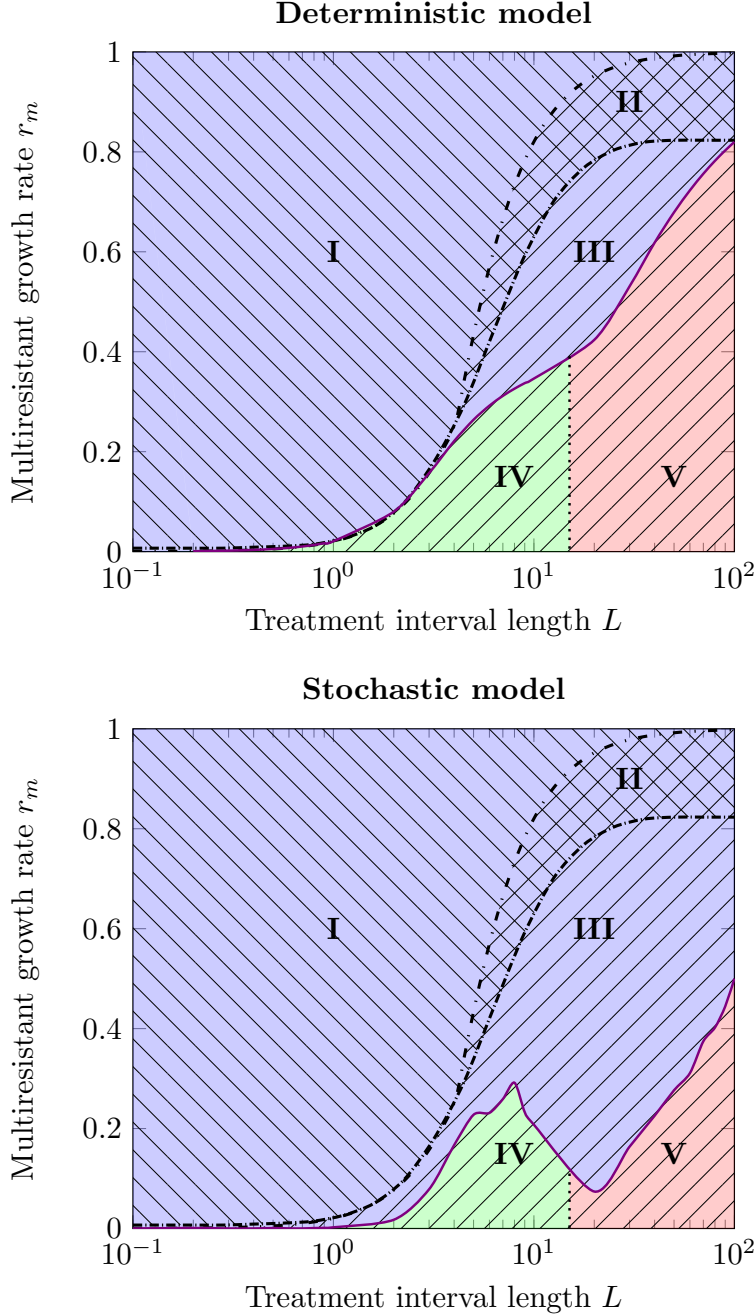 Deterministic model
1
0.8
0.6
0.4
0.2
0
Multiresistant growth rate r_m
I
II
III
IV
V
10^−1
10^0
10^1
10^2
Treatment interval length L
Stochastic model
1
0.8
0.6
0.4
0.2
0
Multiresistant growth rate r_m
I
II
III
IV
V
10^−1
10^0
10^1
10^2
Treatment interval length L